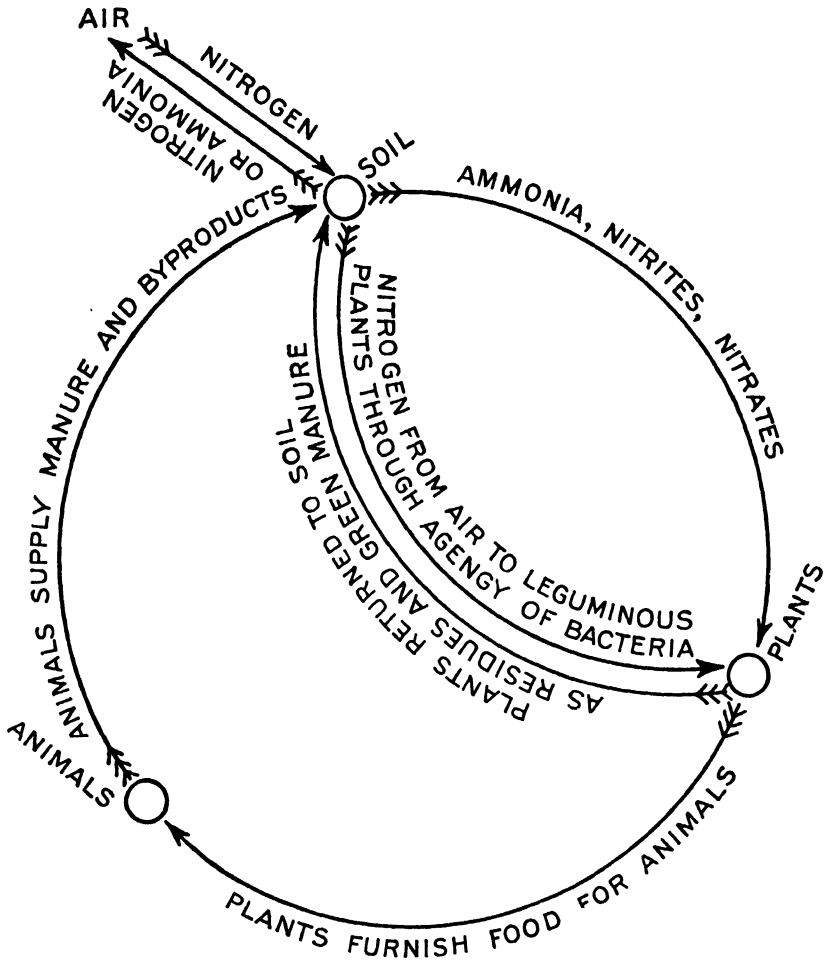 AIR
NITROGEN
NITROGEN
OR AMMONIA
SOIL
AMMONIA, NITRITES, NITRATES
NITROGEN FROM AIR TO LEGUMINOUS
PLANTS THROUGH AGENGY OF BACTERIA
PLANTS RETURNED TO SOIL
AS RESIDUES AND GREEN MANURE
PLANTS
PLANTS FURNISH FOOD FOR ANIMALS
ANIMALS
ANIMALS SUPPLY MANURE AND BYPRODUCTS